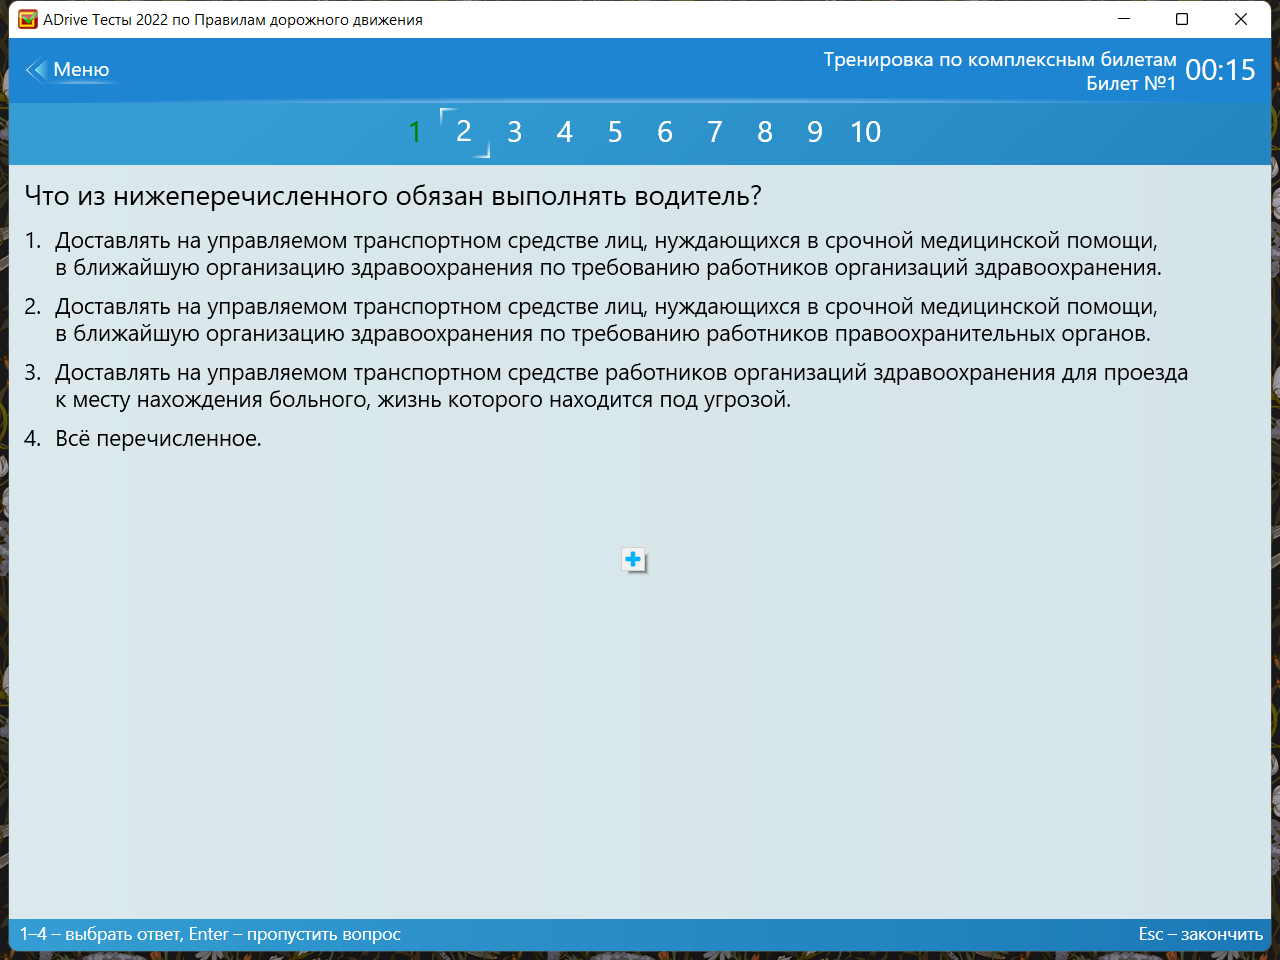 ADrive Тесты 2022 по Правилам дорожного движения
Меню
Тренировка по комплексным билетам
Билет №1
00:15
1 2 3 4 5 6 7 8 9 10
Что из нижеперечисленного обязан выполнять водитель?
1. Доставлять на управляемом транспортном средстве лиц, нуждающихся в срочной медицинской помощи,
в ближайшую организацию здравоохранения по требованию работников организаций здравоохранения.
2. Доставлять на управляемом транспортном средстве лиц, нуждающихся в срочной медицинской помощи,
в ближайшую организацию здравоохранения по требованию работников правоохранительных органов.
3. Доставлять на управляемом транспортном средстве работников организаций здравоохранения для проезда
к месту нахождения больного, жизнь которого находится под угрозой.
4. Всё перечисленное.
1–4 – выбрать ответ, Enter – пропустить вопрос
Esc – закончить